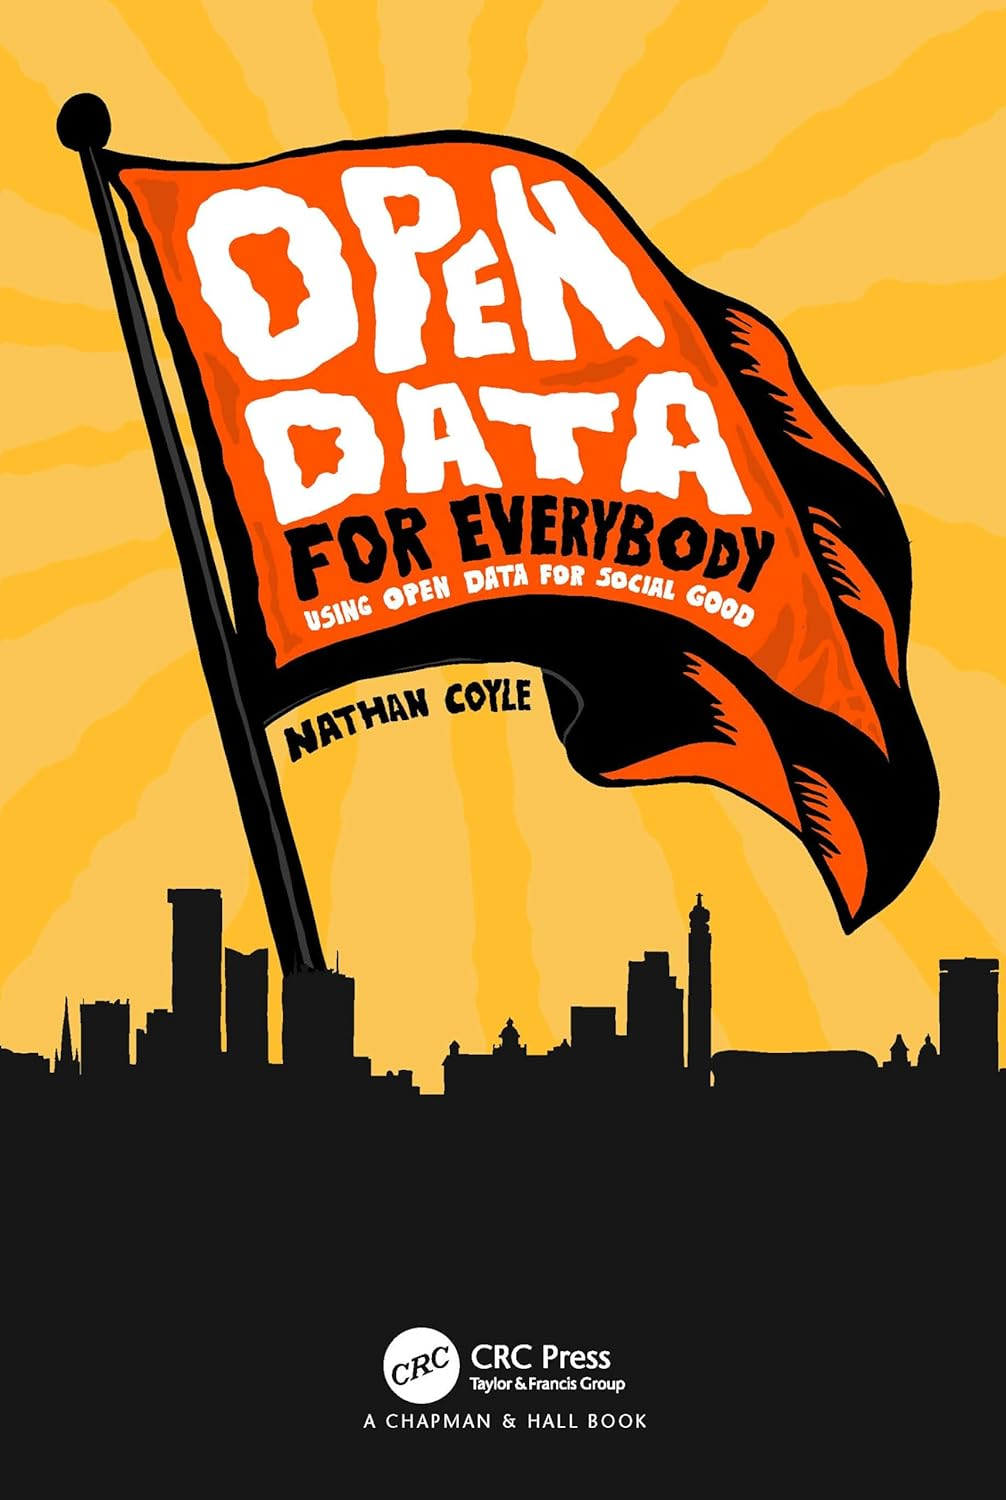 OPEN
DATA
FOR EVERYBODY
USING OPEN DATA FOR SOCIAL GOOD
NATHAN COYLE
CRC
CRC Press
Taylor & Francis Group
A CHAPMAN & HALL BOOK